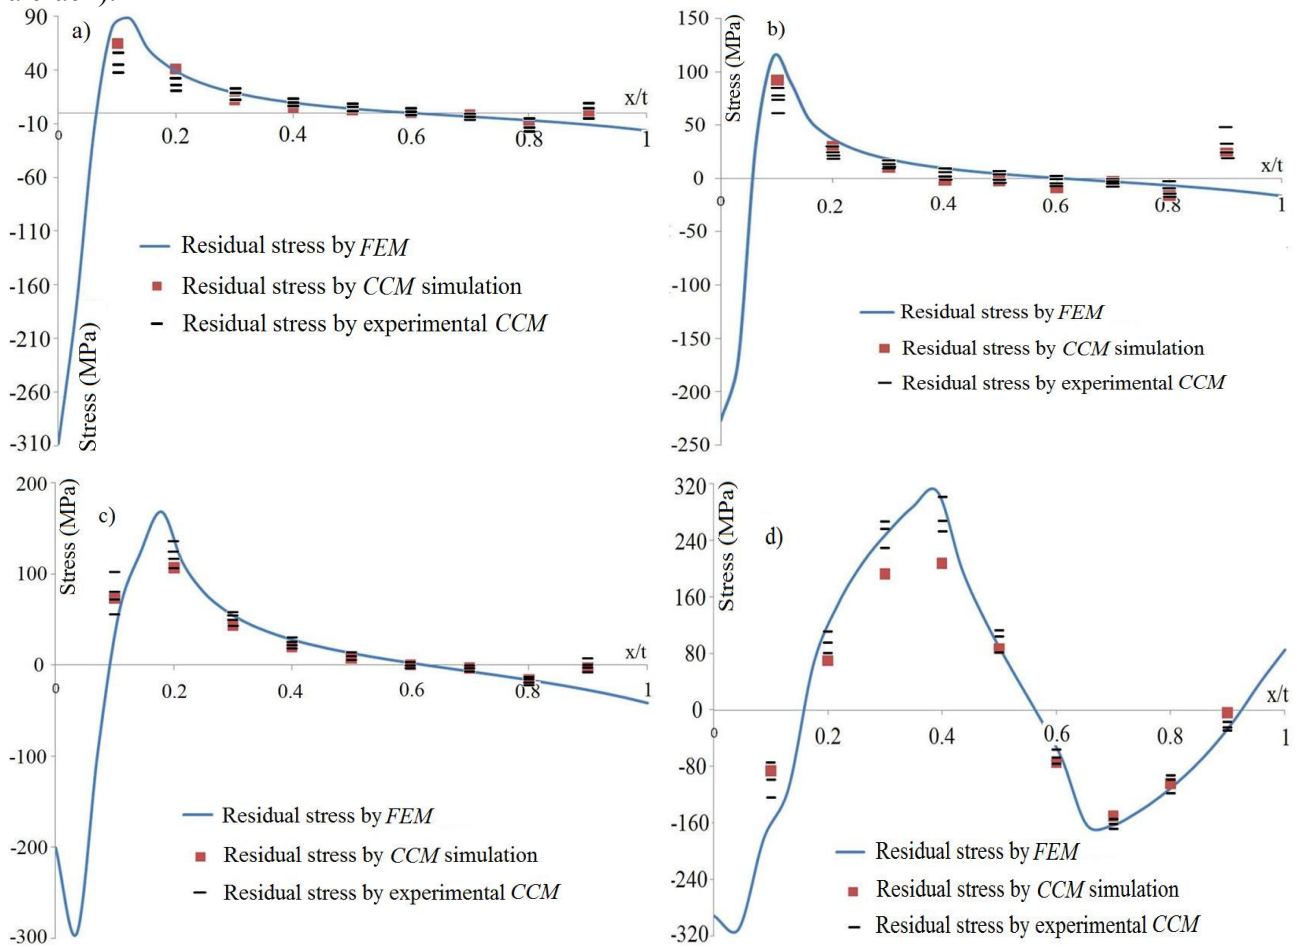 90
40
-10
-60
-110
-160
-210
-260
-310
a)
x/t
0
0.2
0.4
0.6
0.8
1
Stress (MPa)
Residual stress by FEM
Residual stress by CCM simulation
Residual stress by experimental CCM
150
100
50
0
-50
-100
-150
-200
-250
Stress (MPa)
b)
x/t
0
0.2
0.4
0.6
0.8
1
Residual stress by FEM
Residual stress by CCM simulation
Residual stress by experimental CCM
200
100
0
-100
-200
-300
Stress (MPa)
c)
x/t
0
0.2
0.4
0.6
0.8
1
Residual stress by FEM
Residual stress by CCM simulation
Residual stress by experimental CCM
320
240
160
80
0
-80
-160
-240
-320
Stress (MPa)
d)
x/t
0
0.2
0.4
0.6
0.8
1
Residual stress by FEM
Residual stress by CCM simulation
Residual stress by experimental CCM